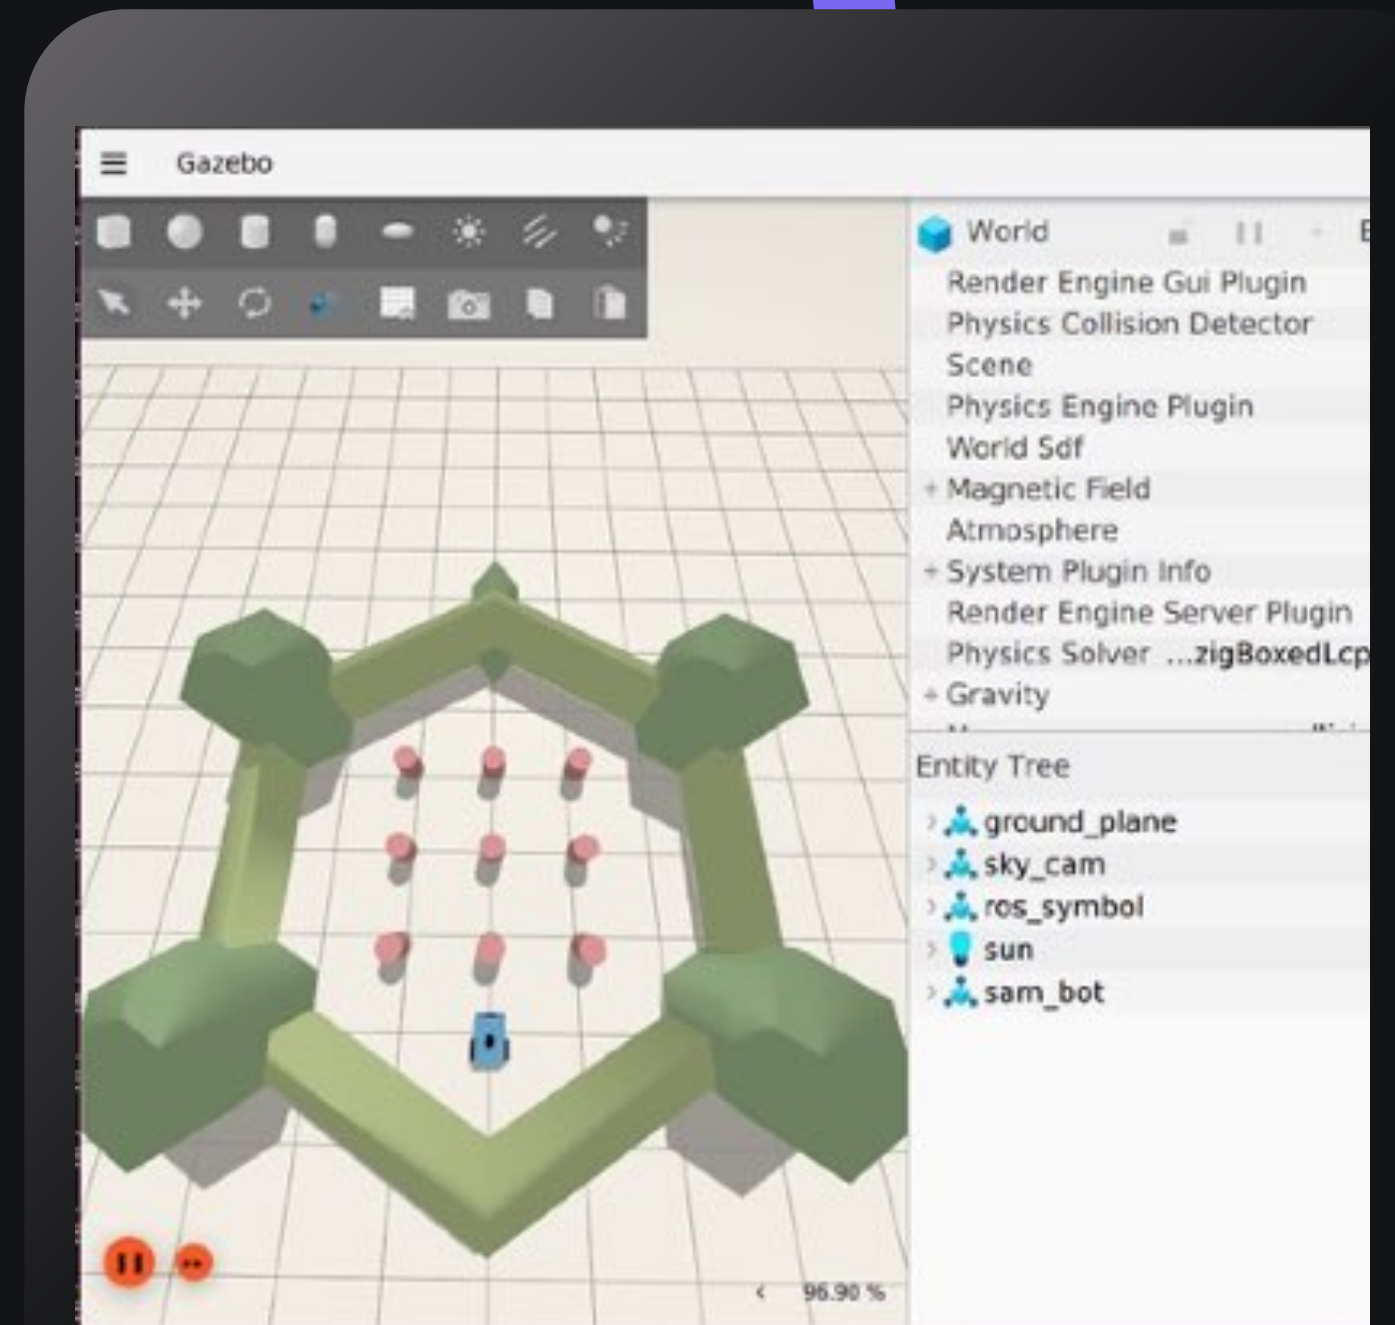 Gazebo
World
Render Engine Gui Plugin
Physics Collision Detector
Scene
Physics Engine Plugin
World Sdf
+ Magnetic Field
Atmosphere
+ System Plugin Info
Render Engine Server Plugin
Physics Solver ...zigBoxedLcp
+ Gravity
Entity Tree
ground_plane
sky_cam
ros_symbol
sun
sam_bot
96.90 %